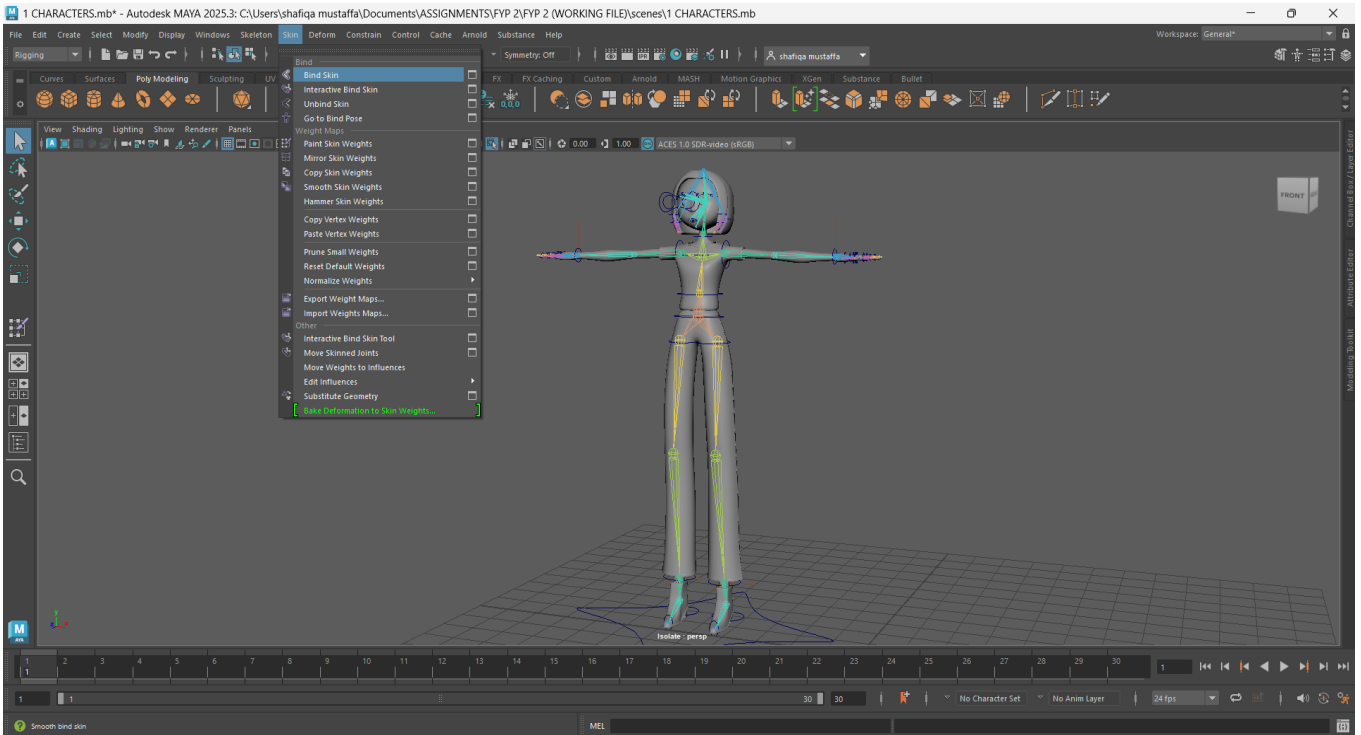 1 CHARACTERS.mb* - Autodesk MAYA 2025.3: C:\Users\shafiqa mustaffa\Documents\ASSIGNMENTS\FYP 2\FYP 2 (WORKING FILE)\scenes\1 CHARACTERS.mb
File Edit Create Select Modify Display Windows Skeleton Skin Deform Constrain Control Cache Arnold Substance Help Workspace: General*
Rigging Symmetry: Off shafiqa mustaffa
Curves Surfaces Poly Modeling Sculpting UV FX FX Caching Custom Arnold MASH Motion Graphics XGen Substance Bullet
0,0,0
View Shading Lighting Show Renderer Panels
0.00 1.00 ACES 1.0 SDR-video (sRGB)
Bind
Bind Skin
Interactive Bind Skin
Unbind Skin
Go to Bind Pose
Weight Maps
Paint Skin Weights
Mirror Skin Weights
Copy Skin Weights
Smooth Skin Weights
Hammer Skin Weights
Copy Vertex Weights
Paste Vertex Weights
Prune Small Weights
Reset Default Weights
Normalize Weights
Export Weight Maps...
Import Weights Maps...
Other
Interactive Bind Skin Tool
Move Skinned Joints
Move Weights to Influences
Edit Influences
Substitute Geometry
Bake Deformation to Skin Weights...
FRONT
Channel Box / Layer Editor
Attribute Editor
Modeling Toolkit
y
Isolate : persp
M
1 2 3 4 5 6 7 8 9 10 11 12 13 14 15 16 17 18 19 20 21 22 23 24 25 26 27 28 29 30 1
1
1 1 30 30 No Character Set No Anim Layer 24 fps
Smooth bind skin MEL